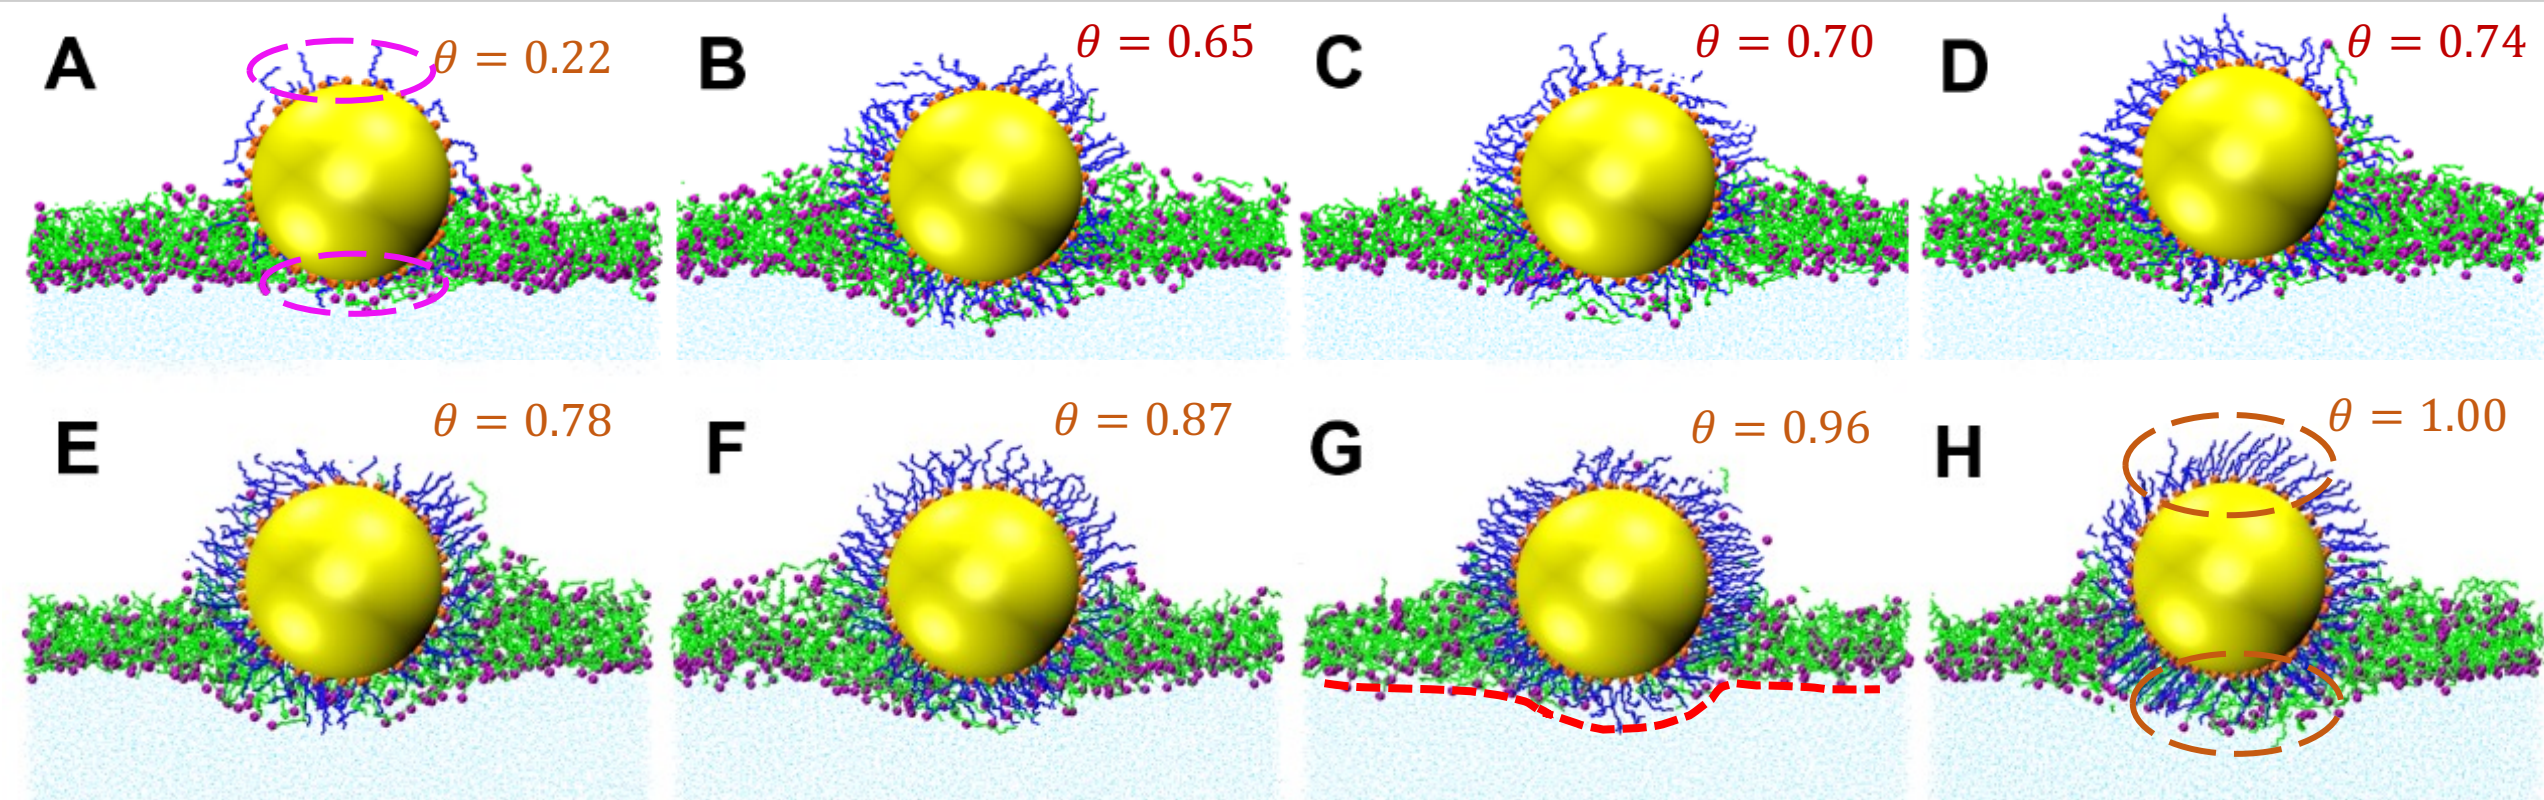 A θ = 0.22
B θ = 0.65
C θ = 0.70
D θ = 0.74
E θ = 0.78
F θ = 0.87
G θ = 0.96
H θ = 1.00